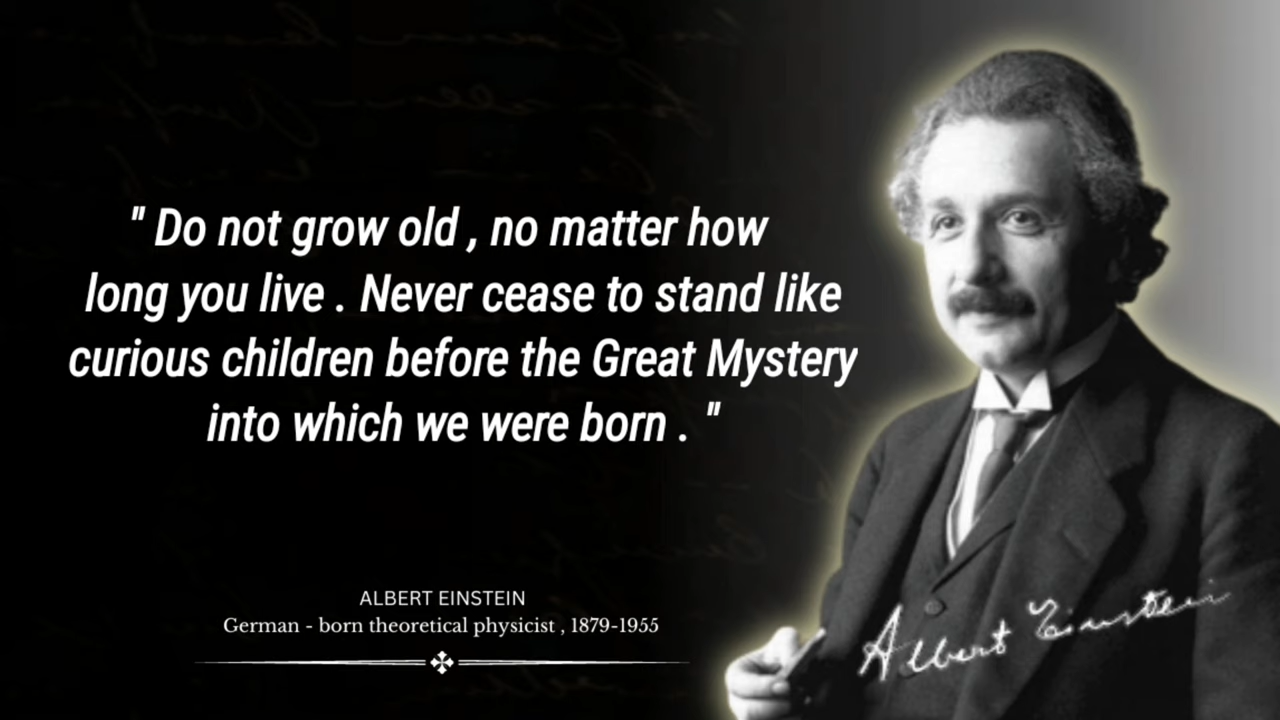 " Do not grow old , no matter how
long you live . Never cease to stand like
curious children before the Great Mystery
into which we were born . "
ALBERT EINSTEIN
German - born theoretical physicist , 1879-1955
Albert Einstein